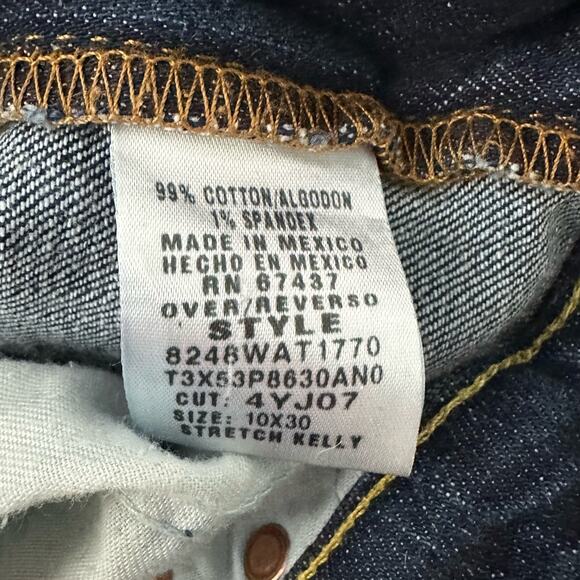 99% COTTON/ALGODON
1% SPANDEX
MADE IN MEXICO
HECHO EN MEXICO
RN 67437
OVER/REVERSO
STYLE
8248WAT1770
T3X53P8630AN0
CUT: 4YJ07
SIZE: 10X30
STRETCH KELLY